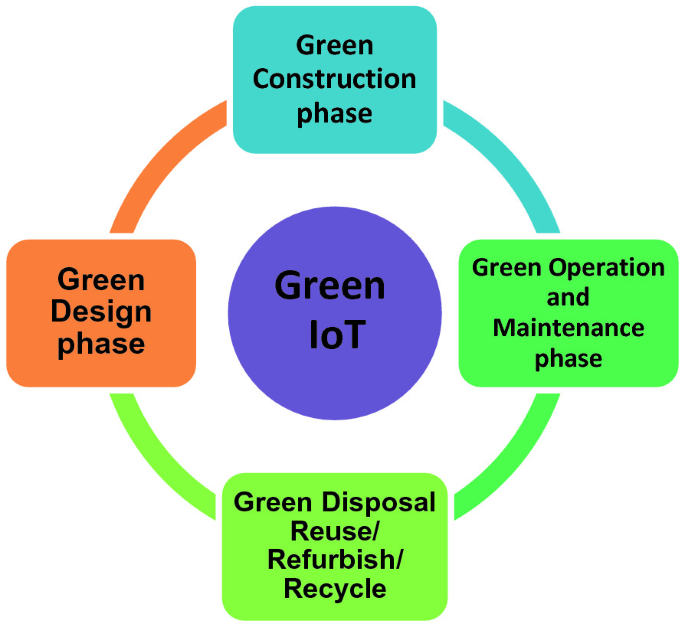 Green
Construction
phase
Green
Design
phase
Green
IoT
Green Operation
and
Maintenance
phase
Green Disposal
Reuse/
Refurbish/
Recycle